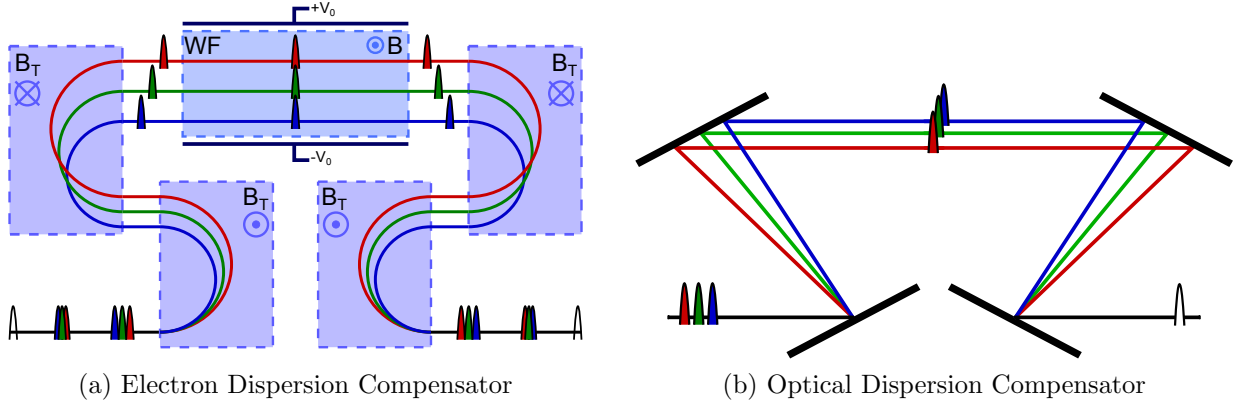 +V₀
WF
B
B_T
B_T
-V₀
B_T
B_T
(a) Electron Dispersion Compensator
(b) Optical Dispersion Compensator